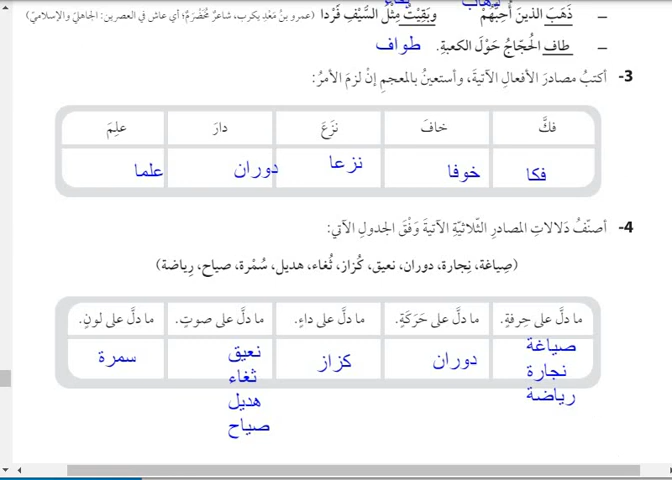 – ذَهَبَ الذينَ أُحِبُّهُمْ وبَقِيْتُ مِثْلَ السَّيْفِ فَرْدا (عمرو بنُ مَعْدِ يكرب، شاعرٌ مُخَضْرَمٌ؛ أي عاش في العصرين: الجاهليّ والإسلاميّ)
– طاف الحُجّاجُ حَوْلَ الكعبةِ. طواف
3- أكتبُ مصادرَ الأفعالِ الآتيةَ، وأستعينُ بالمعجمِ إنْ لزمَ الأمرُ:
فكَّ خافَ نزَعَ دارَ علِمَ
فكا خوفا نزعا دوران علما
4- أصنّفُ دَلالاتِ المصادرِ الثّلاثيّةِ الآتيةَ وَفْقَ الجدولِ الآتي:
(صِياغة، نِجارة، دوران، نعيق، كُزاز، ثُغاء، هديل، سُمْرة، صياح، رِياضة)
ما دلَّ على حِرفةٍ. ما دلَّ على حَرَكةٍ. ما دلَّ على داءٍ. ما دلَّ على صوتٍ. ما دلَّ على لونٍ.
صياغة دوران كزاز نعيق سمرة
نجارة ثغاء
رياضة هديل
صياح